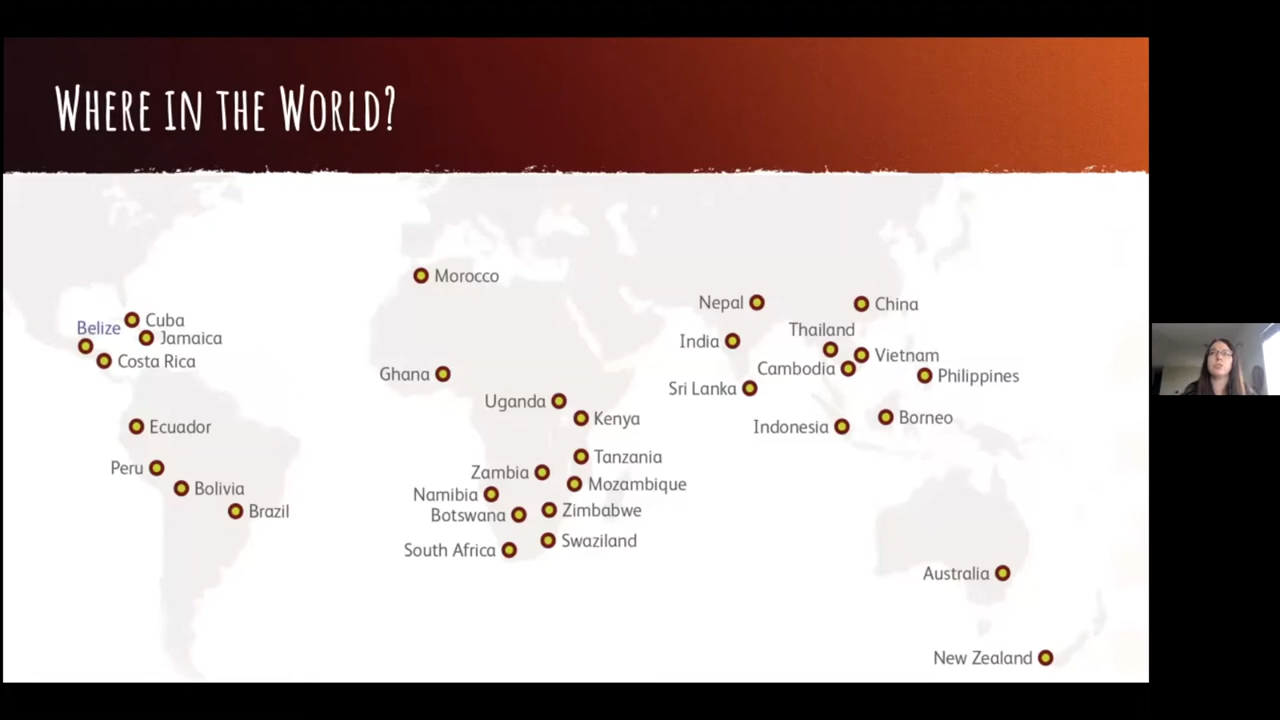 WHERE IN THE WORLD?
Morocco
Nepal
China
Cuba
Belize
Jamaica
Thailand
India
Vietnam
Costa Rica
Cambodia
Ghana
Philippines
Sri Lanka
Uganda
Kenya
Borneo
Ecuador
Indonesia
Tanzania
Peru
Zambia
Mozambique
Bolivia
Namibia
Brazil
Botswana
Zimbabwe
Swaziland
South Africa
Australia
New Zealand